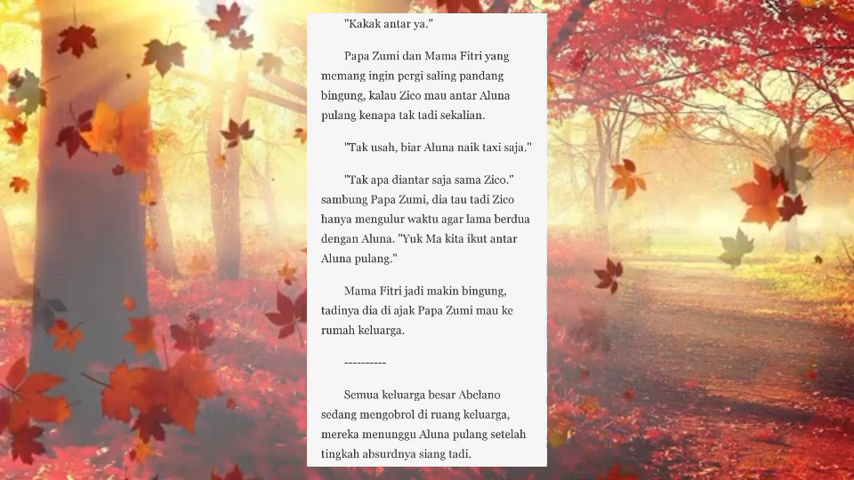 "Kakak antar ya."
Papa Zumi dan Mama Fitri yang
memang ingin pergi saling pandang
bingung, kalau Zico mau antar Aluna
pulang kenapa tak tadi sekalian.
"Tak usah, biar Aluna naik taxi saja."
"Tak apa diantar saja sama Zico."
sambung Papa Zumi, dia tau tadi Zico
hanya mengulur waktu agar lama berdua
dengan Aluna. "Yuk Ma kita ikut antar
Aluna pulang."
Mama Fitri jadi makin bingung,
tadinya dia di ajak Papa Zumi mau ke
rumah keluarga.
----------
Semua keluarga besar Abelano
sedang mengobrol di ruang keluarga,
mereka menunggu Aluna pulang setelah
tingkah absurdnya siang tadi.